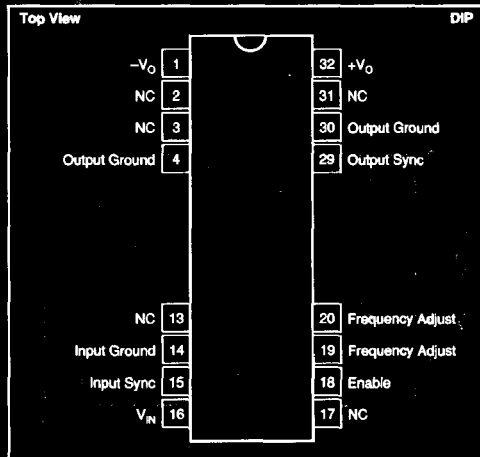 Top View DIP
–VO 1 32 +VO
NC 2 31 NC
NC 3 30 Output Ground
Output Ground 4 29 Output Sync
NC 13 20 Frequency Adjust
Input Ground 14 19 Frequency Adjust
Input Sync 15 18 Enable
VIN 16 17 NC